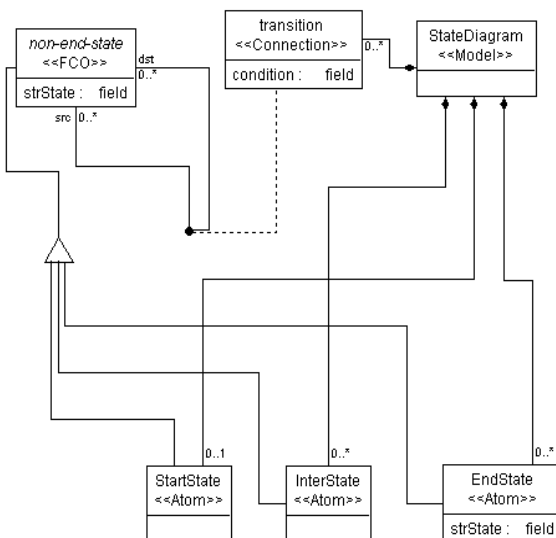 non-end-state
<<FCO>>
strState : field
dst
0..*
src 0..*
transition
<<Connection>>
condition : field
0..*
StateDiagram
<<Model>>
0..1
0..*
0..*
StartState
<<Atom>>
InterState
<<Atom>>
EndState
<<Atom>>
strState : field